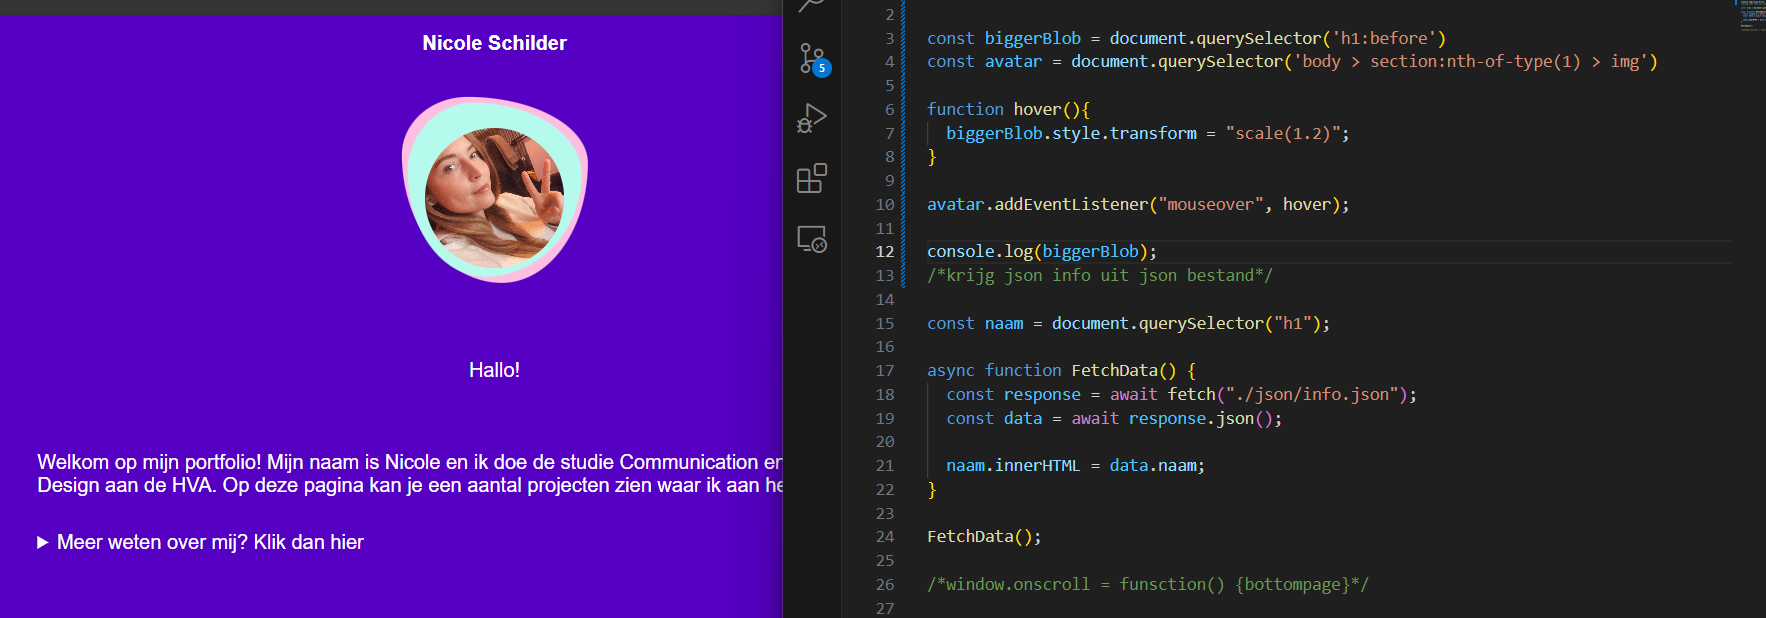 Nicole Schilder
Hallo!
Welkom op mijn portfolio! Mijn naam is Nicole en ik doe de studie Communication en
Design aan de HVA. Op deze pagina kan je een aantal projecten zien waar ik aan he
Meer weten over mij? Klik dan hier
5
2
3 const biggerBlob = document.querySelector('h1:before')
4 const avatar = document.querySelector('body > section:nth-of-type(1) > img')
5
6 function hover(){
7 biggerBlob.style.transform = "scale(1.2)";
8 }
9
10 avatar.addEventListener("mouseover", hover);
11
12 console.log(biggerBlob);
13 /*krijg json info uit json bestand*/
14
15 const naam = document.querySelector("h1");
16
17 async function FetchData() {
18 const response = await fetch("./json/info.json");
19 const data = await response.json();
20
21 naam.innerHTML = data.naam;
22 }
23
24 FetchData();
25
26 /*window.onscroll = funsction() {bottompage}*/
27